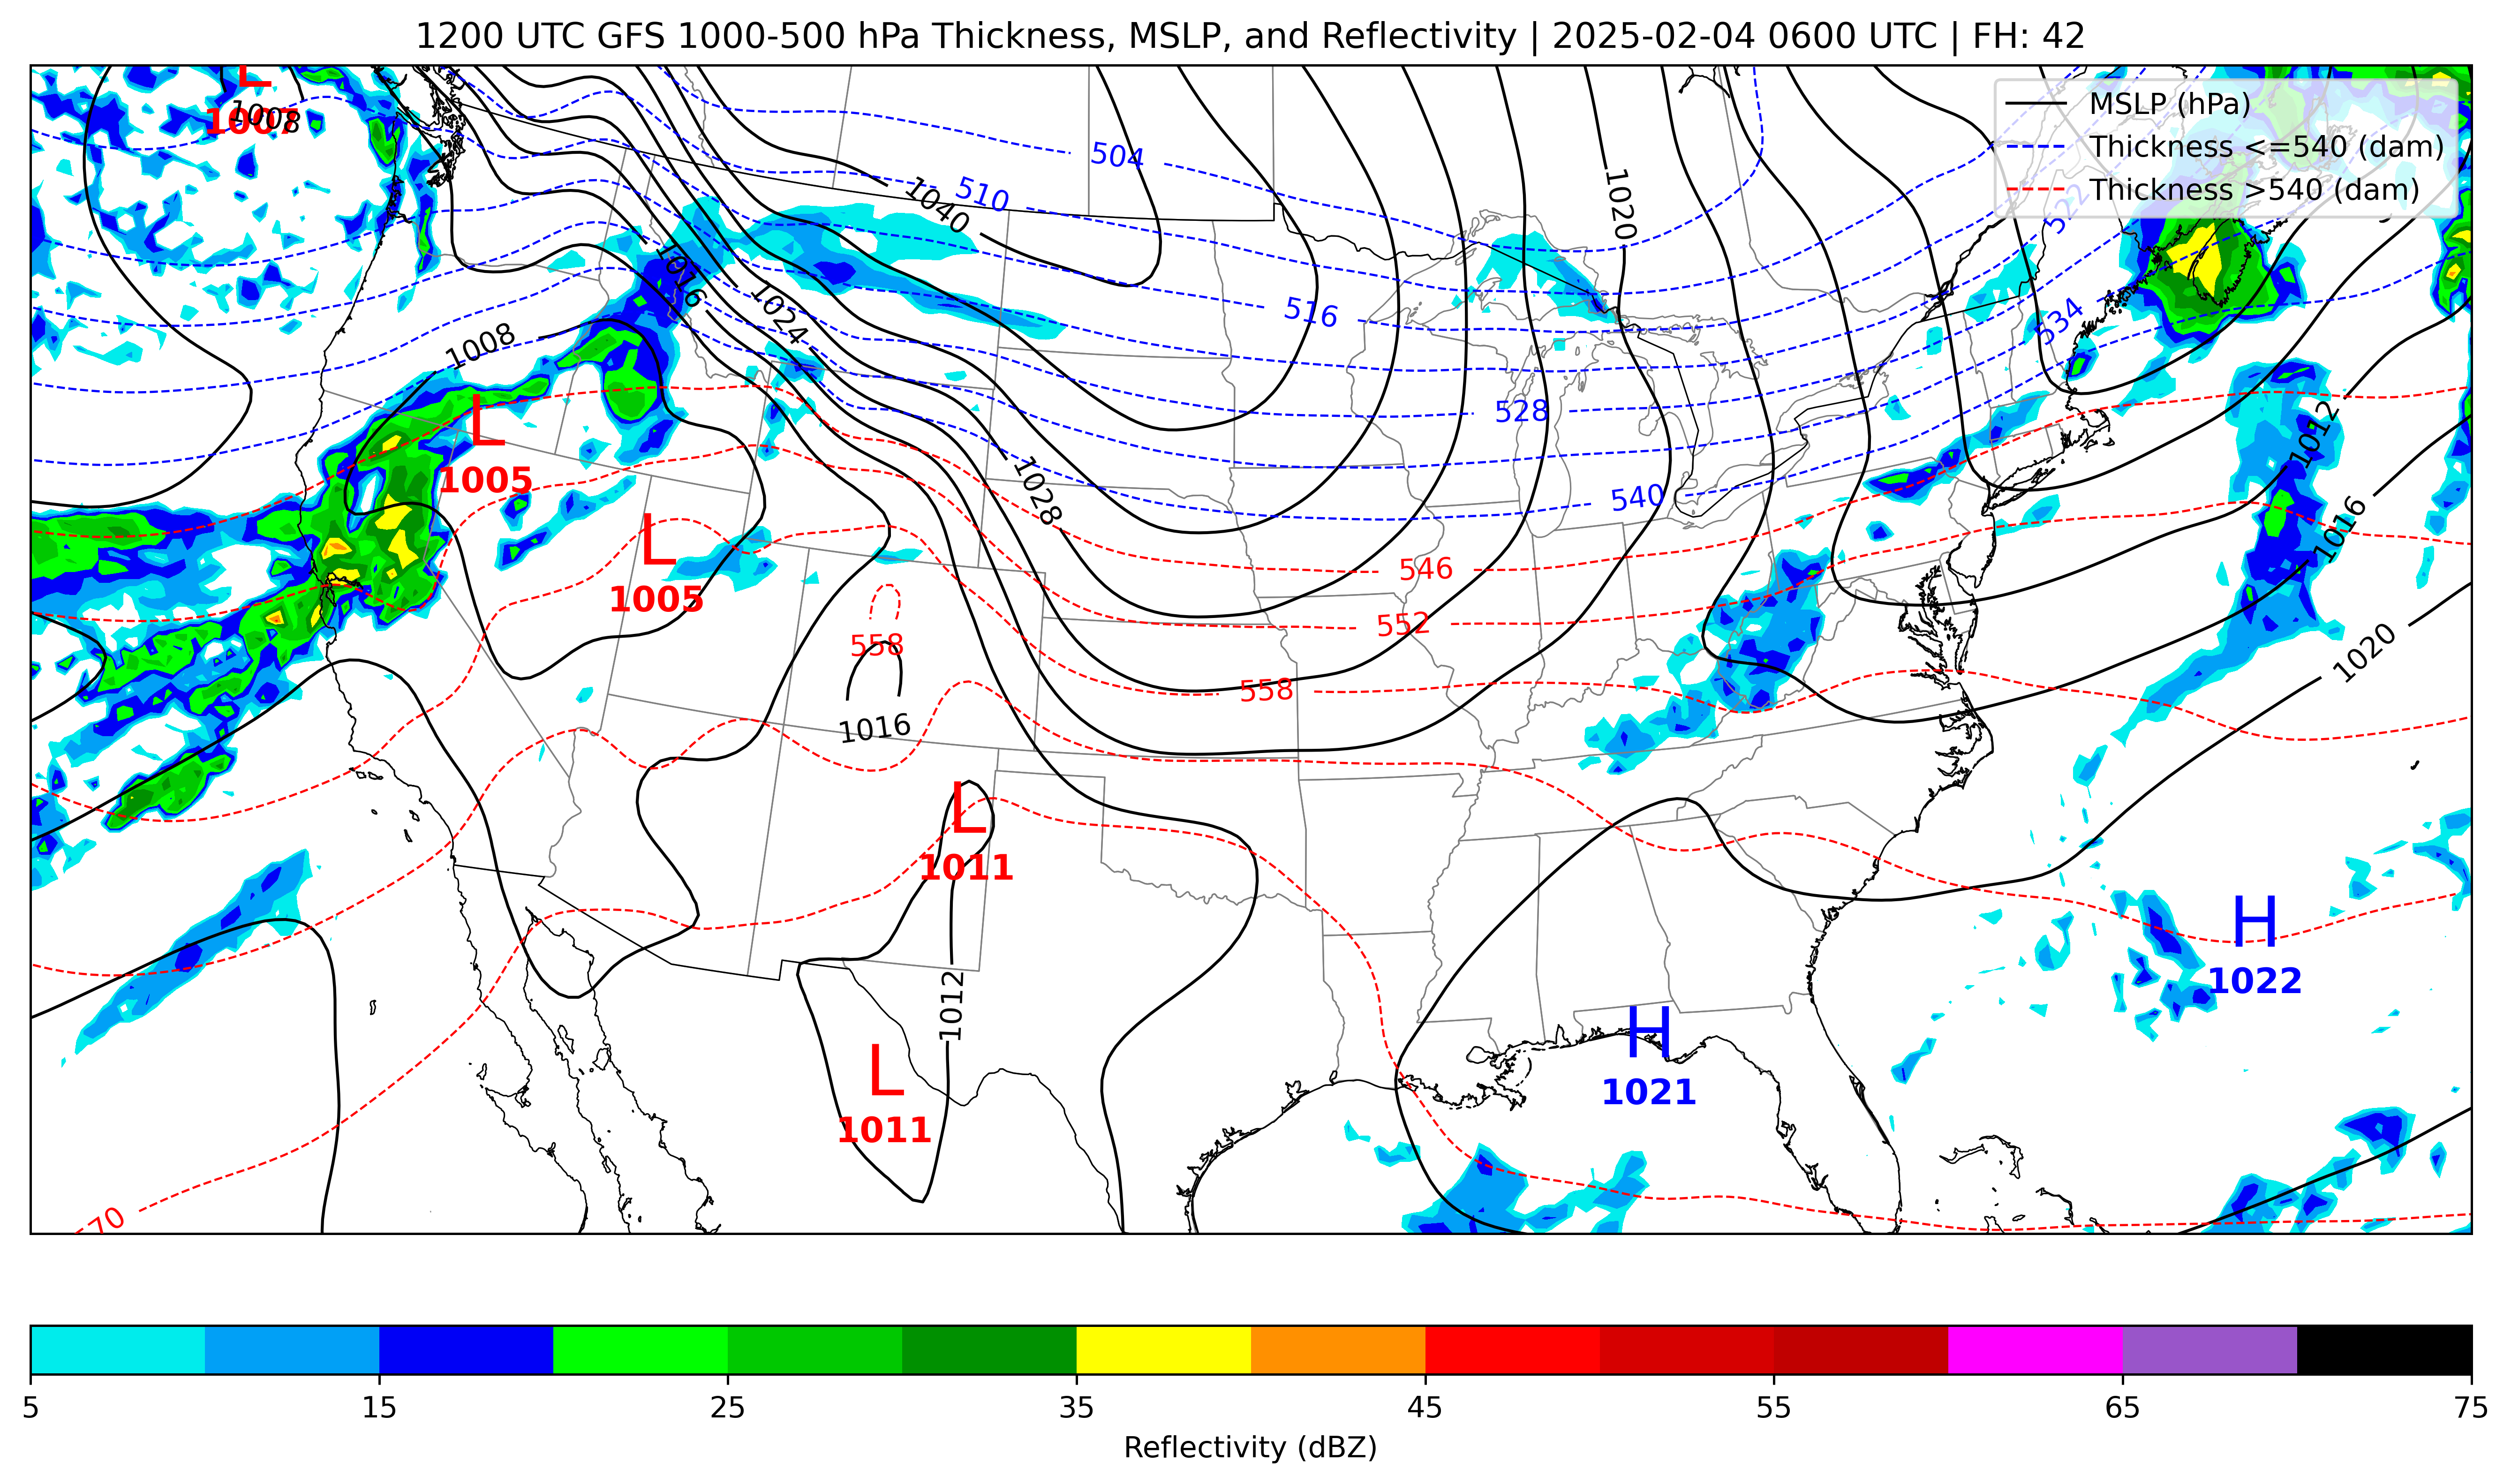 1200 UTC GFS 1000-500 hPa Thickness, MSLP, and Reflectivity | 2025-02-04 0600 UTC | FH: 42
MSLP (hPa)
Thickness <=540 (dam)
Thickness >540 (dam)
L
1007
1008
504
510
1040
1020
522
1016
1024
516
534
1008
528
1012
L
1005
1028
540
1016
L
1005
546
552
558
558
1020
1016
L
1011
H
1022
1012
H
1021
L
1011
70
5 15 25 35 45 55 65 75
Reflectivity (dBZ)